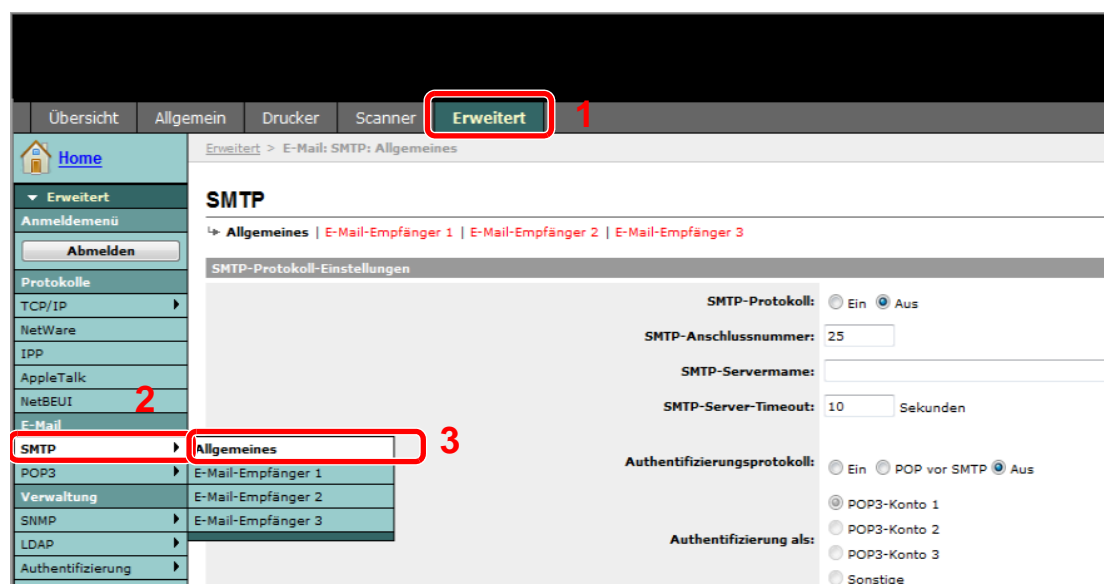 Übersicht Allgemein Drucker Scanner Erweitert 1
Home
Erweitert > E-Mail: SMTP: Allgemeines
Erweitert
Anmeldemenü
Abmelden
Protokolle
TCP/IP
NetWare
IPP
AppleTalk
NetBEUI
2
E-Mail
SMTP
POP3
Verwaltung
SNMP
LDAP
Authentifizierung
Allgemeines 3
E-Mail-Empfänger 1
E-Mail-Empfänger 2
E-Mail-Empfänger 3
SMTP
Allgemeines | E-Mail-Empfänger 1 | E-Mail-Empfänger 2 | E-Mail-Empfänger 3
SMTP-Protokoll-Einstellungen
SMTP-Protokoll: Ein Aus
SMTP-Anschlussnummer: 25
SMTP-Servermame:
SMTP-Server-Timeout: 10 Sekunden
Authentifizierungsprotokoll: Ein POP vor SMTP Aus
Authentifizierung als: POP3-Konto 1
POP3-Konto 2
POP3-Konto 3
Sonstige